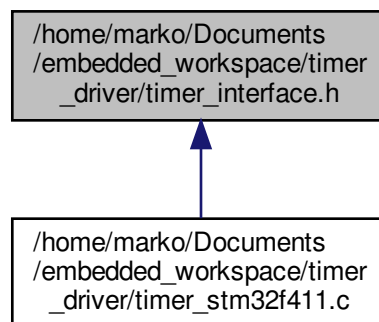 /home/marko/Documents
/embedded_workspace/timer
_driver/timer_interface.h
/home/marko/Documents
/embedded_workspace/timer
_driver/timer_stm32f411.c